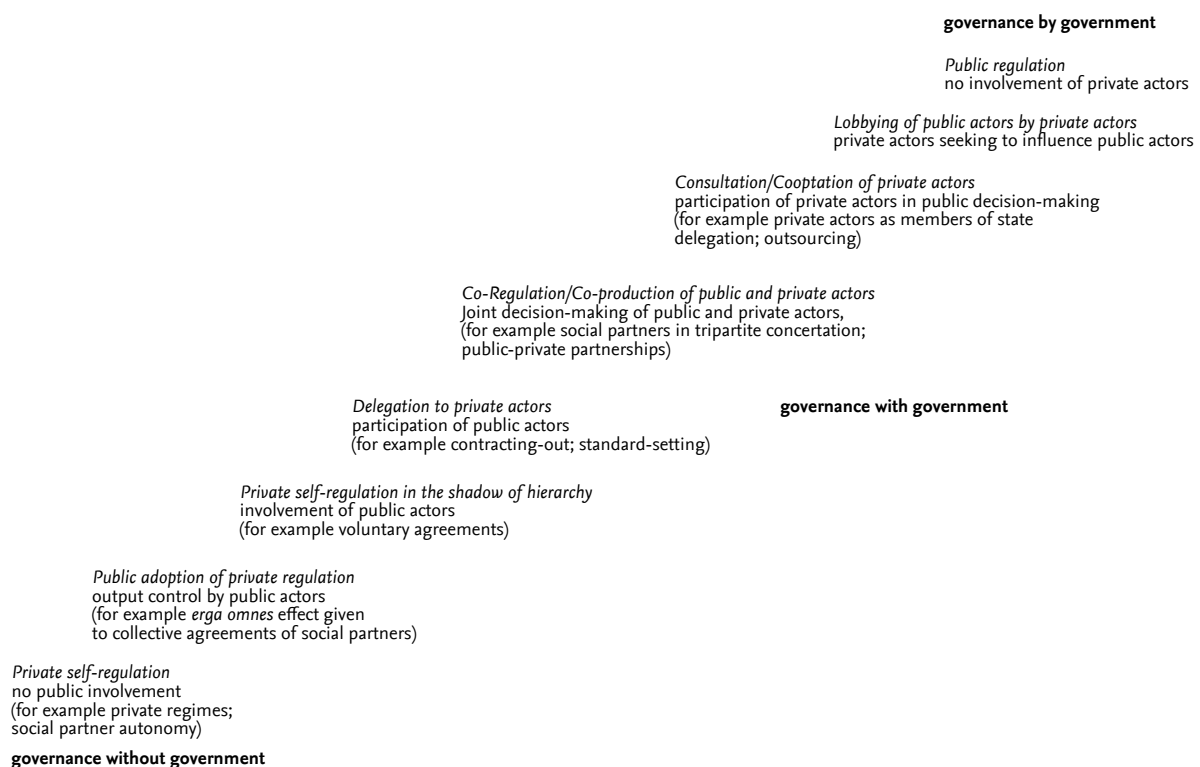 governance by government
Public regulation
no involvement of private actors
Lobbying of public actors by private actors
private actors seeking to influence public actors
Consultation/Cooptation of private actors
participation of private actors in public decision-making
(for example private actors as members of state
delegation; outsourcing)
Co-Regulation/Co-production of public and private actors
Joint decision-making of public and private actors,
(for example social partners in tripartite concertation;
public-private partnerships)
Delegation to private actors
participation of public actors
(for example contracting-out; standard-setting)
governance with government
Private self-regulation in the shadow of hierarchy
involvement of public actors
(for example voluntary agreements)
Public adoption of private regulation
output control by public actors
(for example erga omnes effect given
to collective agreements of social partners)
Private self-regulation
no public involvement
(for example private regimes;
social partner autonomy)
governance without government